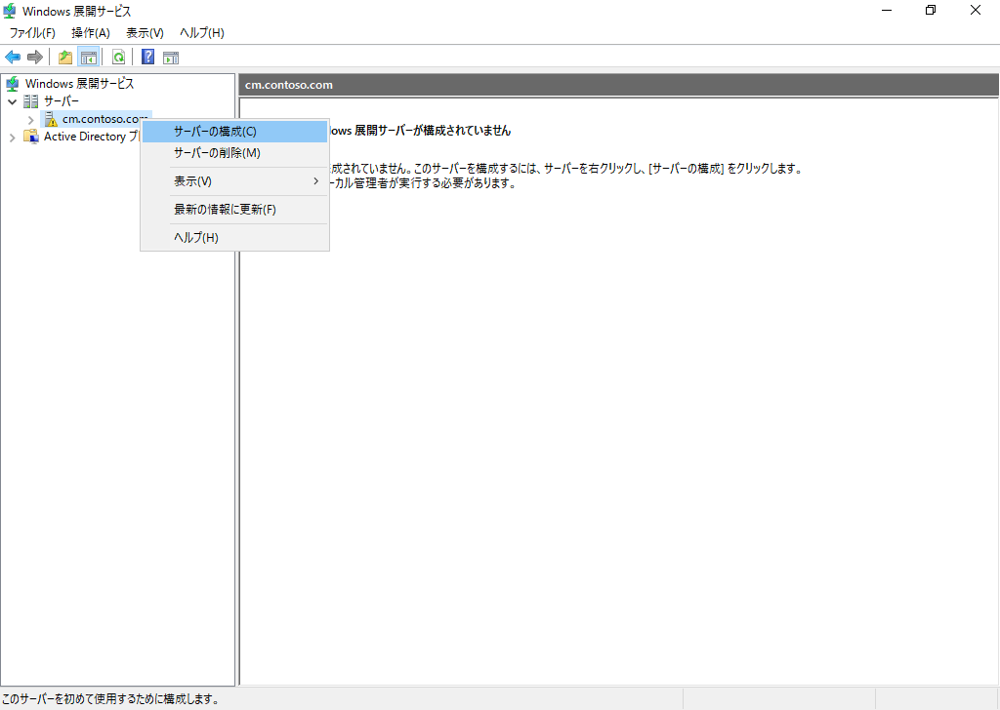 Windows 展開サービス
ファイル(F) 操作(A) 表示(V) ヘルプ(H)
Windows 展開サービス
サーバー
cm.contoso.com
Active Directory
cm.contoso.com
サーバーの構成(C)
サーバーの削除(M)
表示(V)
最新の情報に更新(F)
ヘルプ(H)
展開サーバーが構成されていません
成されていません。このサーバーを構成するには、サーバーを右クリックし、[サーバーの構成] をクリックします。
カル管理者が実行する必要があります。
このサーバーを初めて使用するために構成します。